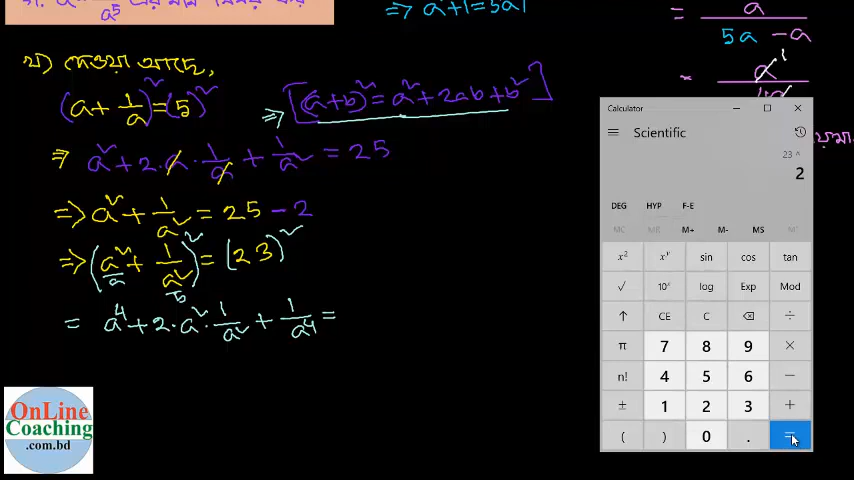 a⁵
⇒ a²+1=5a
= a / 5a - a
খ) দেওয়া আছে,
(a + 1/a)² = (5)²
⇒ [(a+b)² = a² + 2ab + b²]
⇒ a² + 2·a·1/a + 1/a² = 25
⇒ a² + 1/a² = 25 - 2
⇒ (a² + 1/a²)² = (23)²
a b
= a⁴ + 2·a²·1/a² + 1/a⁴ =
Calculator
Scientific
23 ^
2
DEG HYP F-E
MC MR M+ M- MS M˅
x² xʸ sin cos tan
√ 10ˣ log Exp Mod
↑ CE C ⌫ ÷
π 7 8 9 ×
n! 4 5 6 −
± 1 2 3 +
( ) 0 . =
OnLine
Coaching
.com.bd